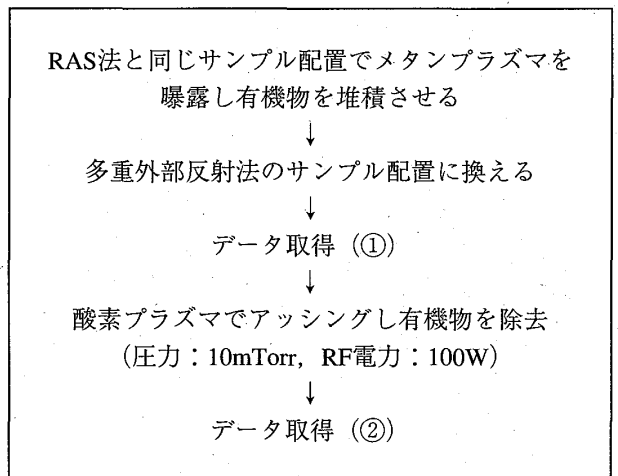 RAS法と同じサンプル配置でメタンプラズマを
曝露し有機物を堆積させる
↓
多重外部反射法のサンプル配置に換える
↓
データ取得（①）
↓
酸素プラズマでアッシングし有機物を除去
（圧力：10mTorr，RF電力：100W）
↓
データ取得（②）